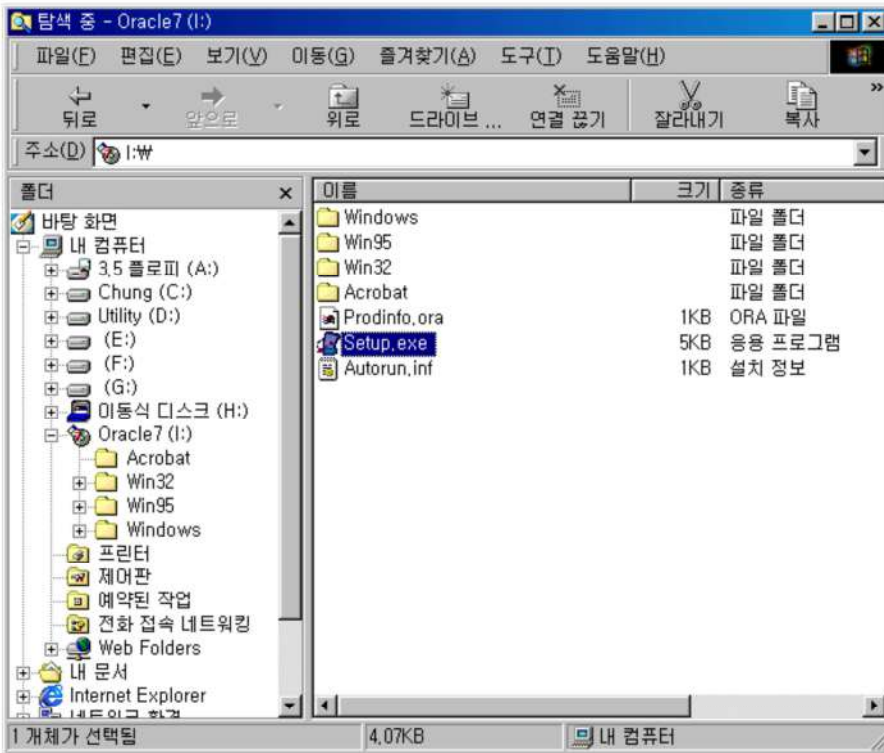 탐색 중 - Oracle7 (I:)
파일(F) 편집(E) 보기(V) 이동(G) 즐겨찾기(A) 도구(T) 도움말(H)
뒤로 앞으로 위로 드라이브 ... 연결 끊기 잘라내기 복사 »
주소(D) I:₩
폴더
이름 크기 종류
바탕 화면
내 컴퓨터
3.5 플로피 (A:)
Chung (C:)
Utility (D:)
(E:)
(F:)
(G:)
이동식 디스크 (H:)
Oracle7 (I:)
Acrobat
Win32
Win95
Windows
프린터
제어판
예약된 작업
전화 접속 네트워킹
Web Folders
내 문서
Internet Explorer
네트워크 환경
Windows 파일 폴더
Win95 파일 폴더
Win32 파일 폴더
Acrobat 파일 폴더
Prodinfo.ora 1KB ORA 파일
Setup.exe 5KB 응용 프로그램
Autorun.inf 1KB 설치 정보
1 개체가 선택됨 4.07KB 내 컴퓨터